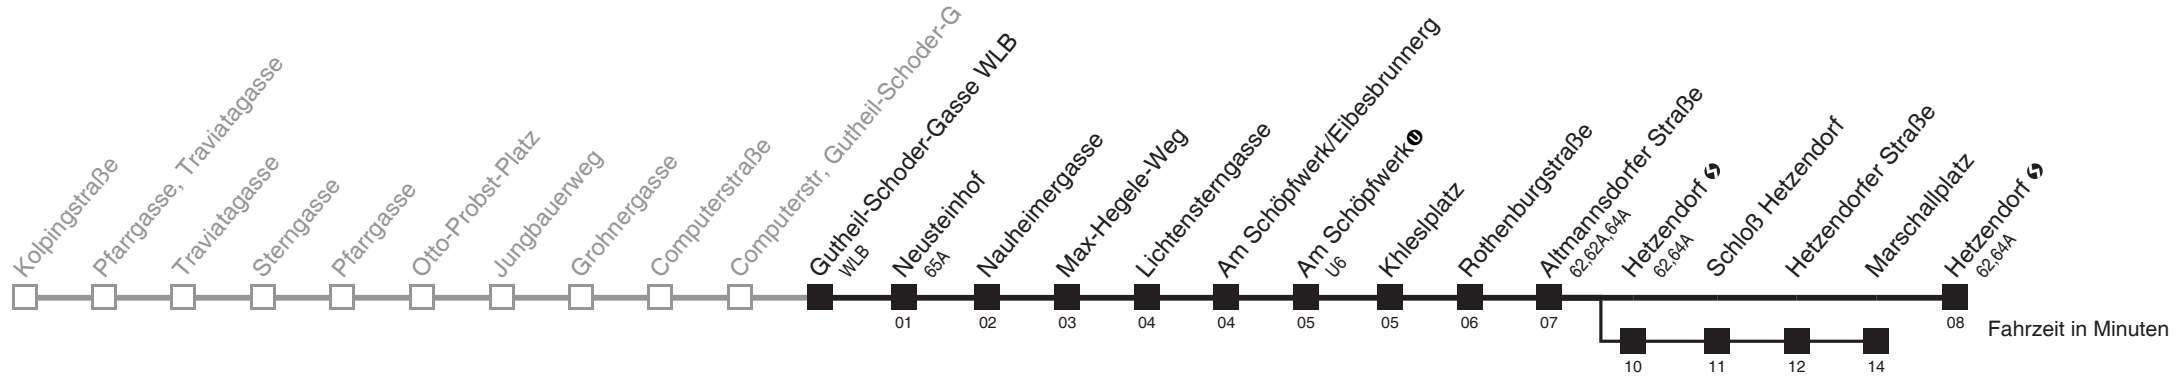 Kolpingstraße
Pfarrgasse, Traviatagasse
Traviatagasse
Sterngasse
Pfarrgasse
Otto-Probst-Platz
Jungbauerweg
Grohnergasse
Computerstraße
Computerstr, Gutheil-Schoder-G
Gutheil-Schoder-Gasse WLB
WLB
Neusteinhof
65A
Nauheimergasse
Max-Hegele-Weg
Lichtensterngasse
Am Schöpfwerk/Eibesbrunnerg
Am Schöpfwerk U
U6
Khleslplatz
Rothenburgstraße
Altmannsdorfer Straße
62,62A,64A
Hetzendorf S
62,64A
Schloß Hetzendorf
Hetzendorfer Straße
Marschallplatz
Hetzendorf S
62,64A
01 02 03 04 04 05 05 06 07 08
Fahrzeit in Minuten
10 11 12 14